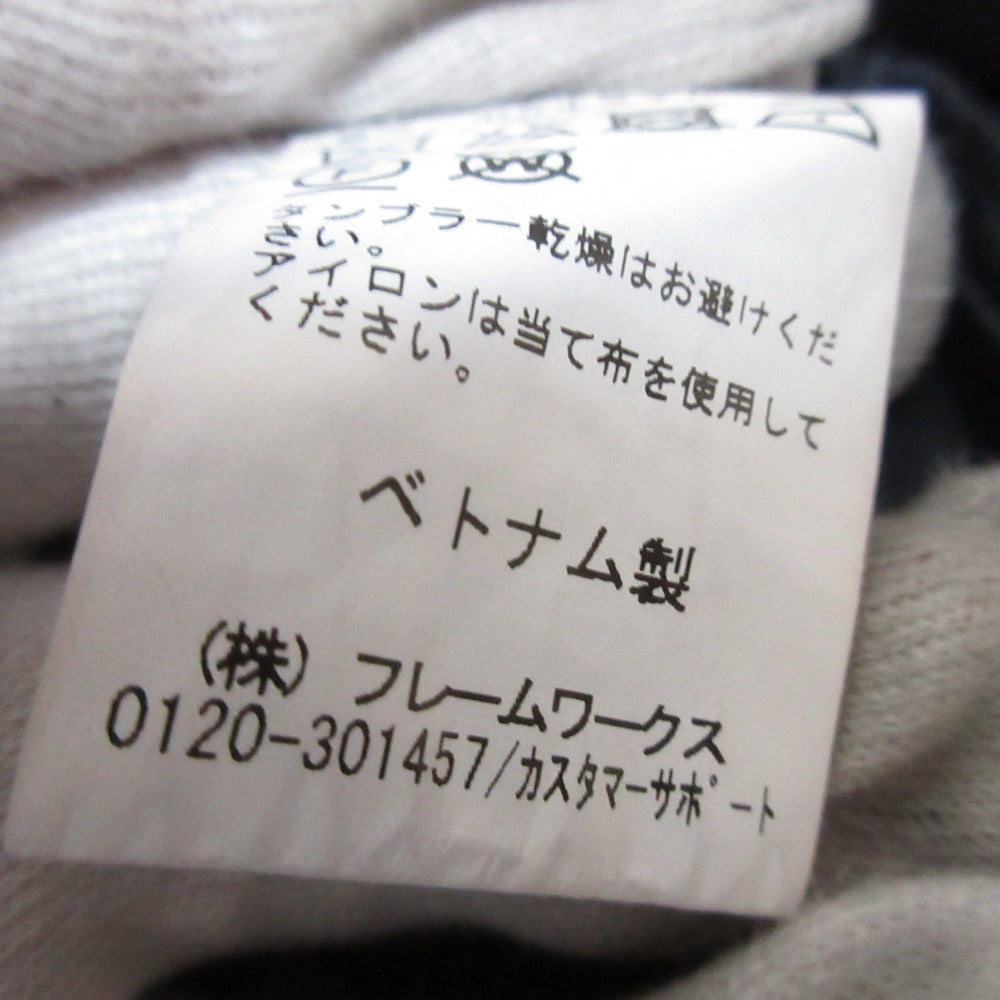 タンブラー乾燥はお避けくだ
さい。
アイロンは当て布を使用して
ください。
ベトナム製
(株) フレームワークス
0120-301457/カスタマーサポート